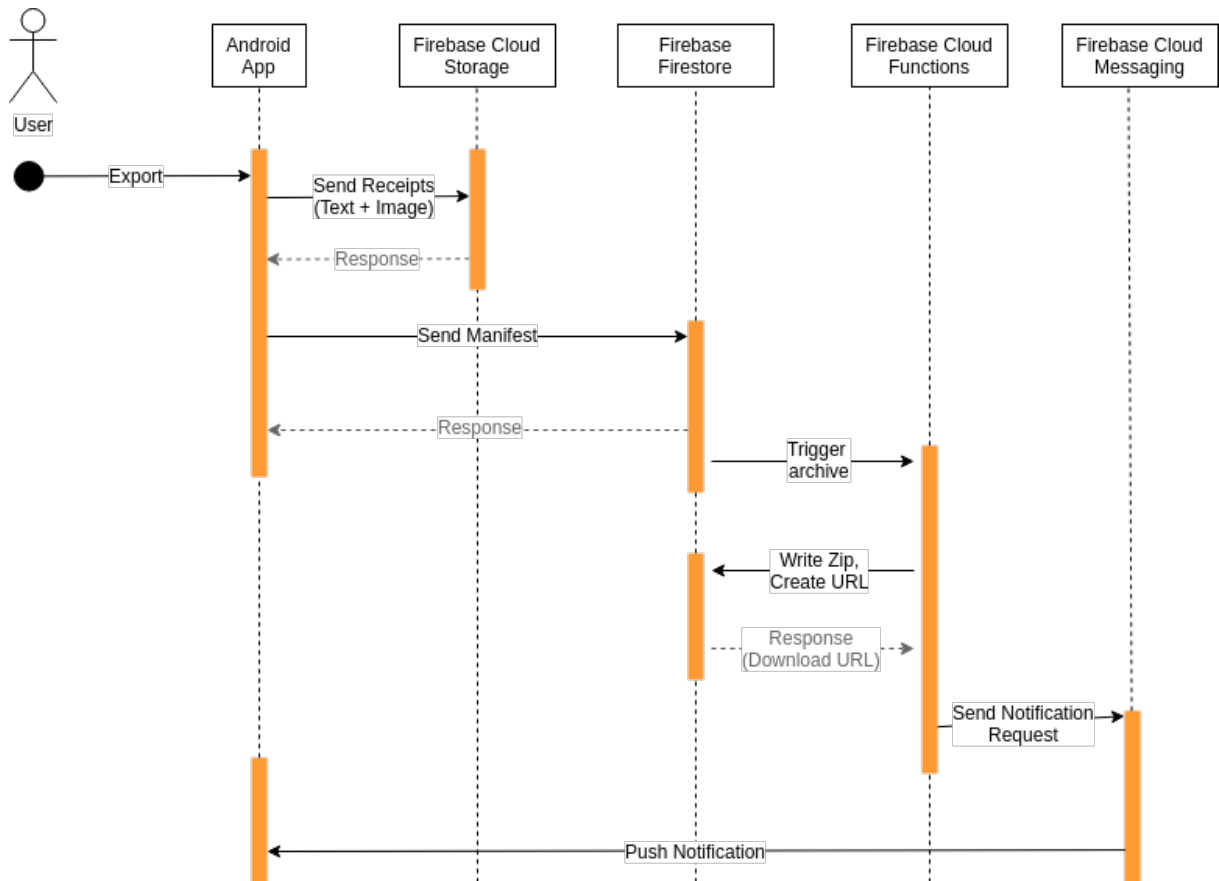 Android
App
Firebase Cloud
Storage
Firebase
Firestore
Firebase Cloud
Functions
Firebase Cloud
Messaging
User
Export
Send Receipts
(Text + Image)
Response
Send Manifest
Response
Trigger
archive
Write Zip,
Create URL
Response
(Download URL)
Send Notification
Request
Push Notification